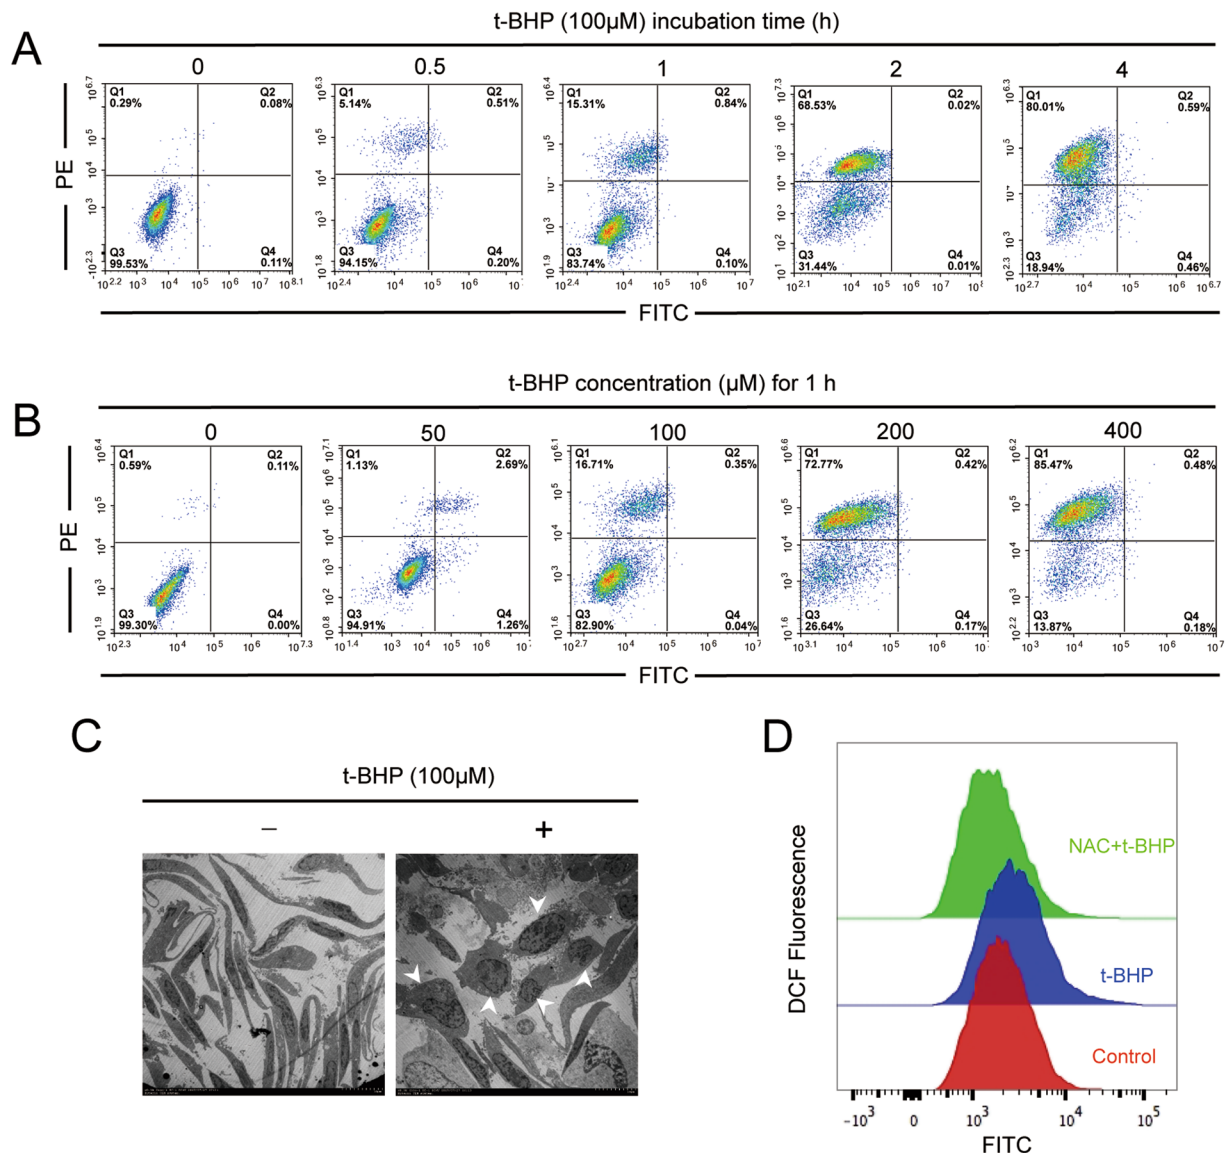 A
t-BHP (100μM) incubation time (h)
0
0.5
1
2
4
PE
Q1
0.29%
Q2
0.08%
Q3
99.53%
Q4
0.11%
Q1
5.14%
Q2
0.51%
Q3
94.15%
Q4
0.20%
Q1
15.31%
Q2
0.84%
Q3
83.74%
Q4
0.10%
Q1
68.53%
Q2
0.02%
Q3
31.44%
Q4
0.01%
Q1
80.01%
Q2
0.59%
Q3
18.94%
Q4
0.46%
FITC
B
t-BHP concentration (μM) for 1 h
0
50
100
200
400
PE
Q1
0.59%
Q2
0.11%
Q3
99.30%
Q4
0.00%
Q1
1.13%
Q2
2.69%
Q3
94.91%
Q4
1.26%
Q1
16.71%
Q2
0.35%
Q3
82.90%
Q4
0.04%
Q1
72.77%
Q2
0.42%
Q3
26.64%
Q4
0.17%
Q1
85.47%
Q2
0.48%
Q3
13.87%
Q4
0.18%
FITC
C
t-BHP (100μM)
−
+
D
DCF Fluorescence
NAC+t-BHP
t-BHP
Control
-10³
0
10³
10⁴
10⁵
FITC